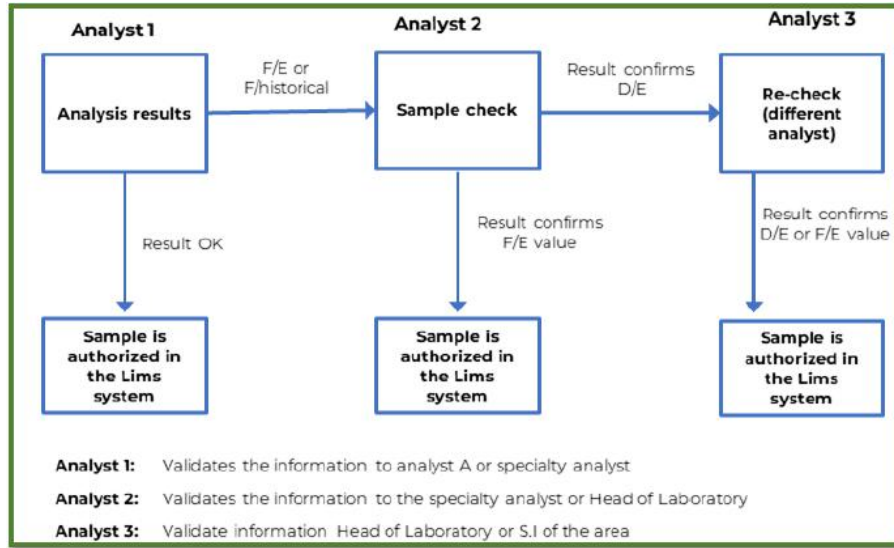 Analyst 1
Analyst 2
Analyst 3
Analysis results
F/E or
F/historical
Sample check
Result confirms
D/E
Re-check
(different
analyst)
Result OK
Result confirms
F/E value
Result confirms
D/E or F/E value
Sample is
authorized in
the Lims
system
Sample is
authorized in
the Lims
system
Sample is
authorized in
the Lims
system
Analyst 1: Validates the information to analyst A or specialty analyst
Analyst 2: Validates the information to the specialty analyst or Head of Laboratory
Analyst 3: Validate information Head of Laboratory or S.I of the area